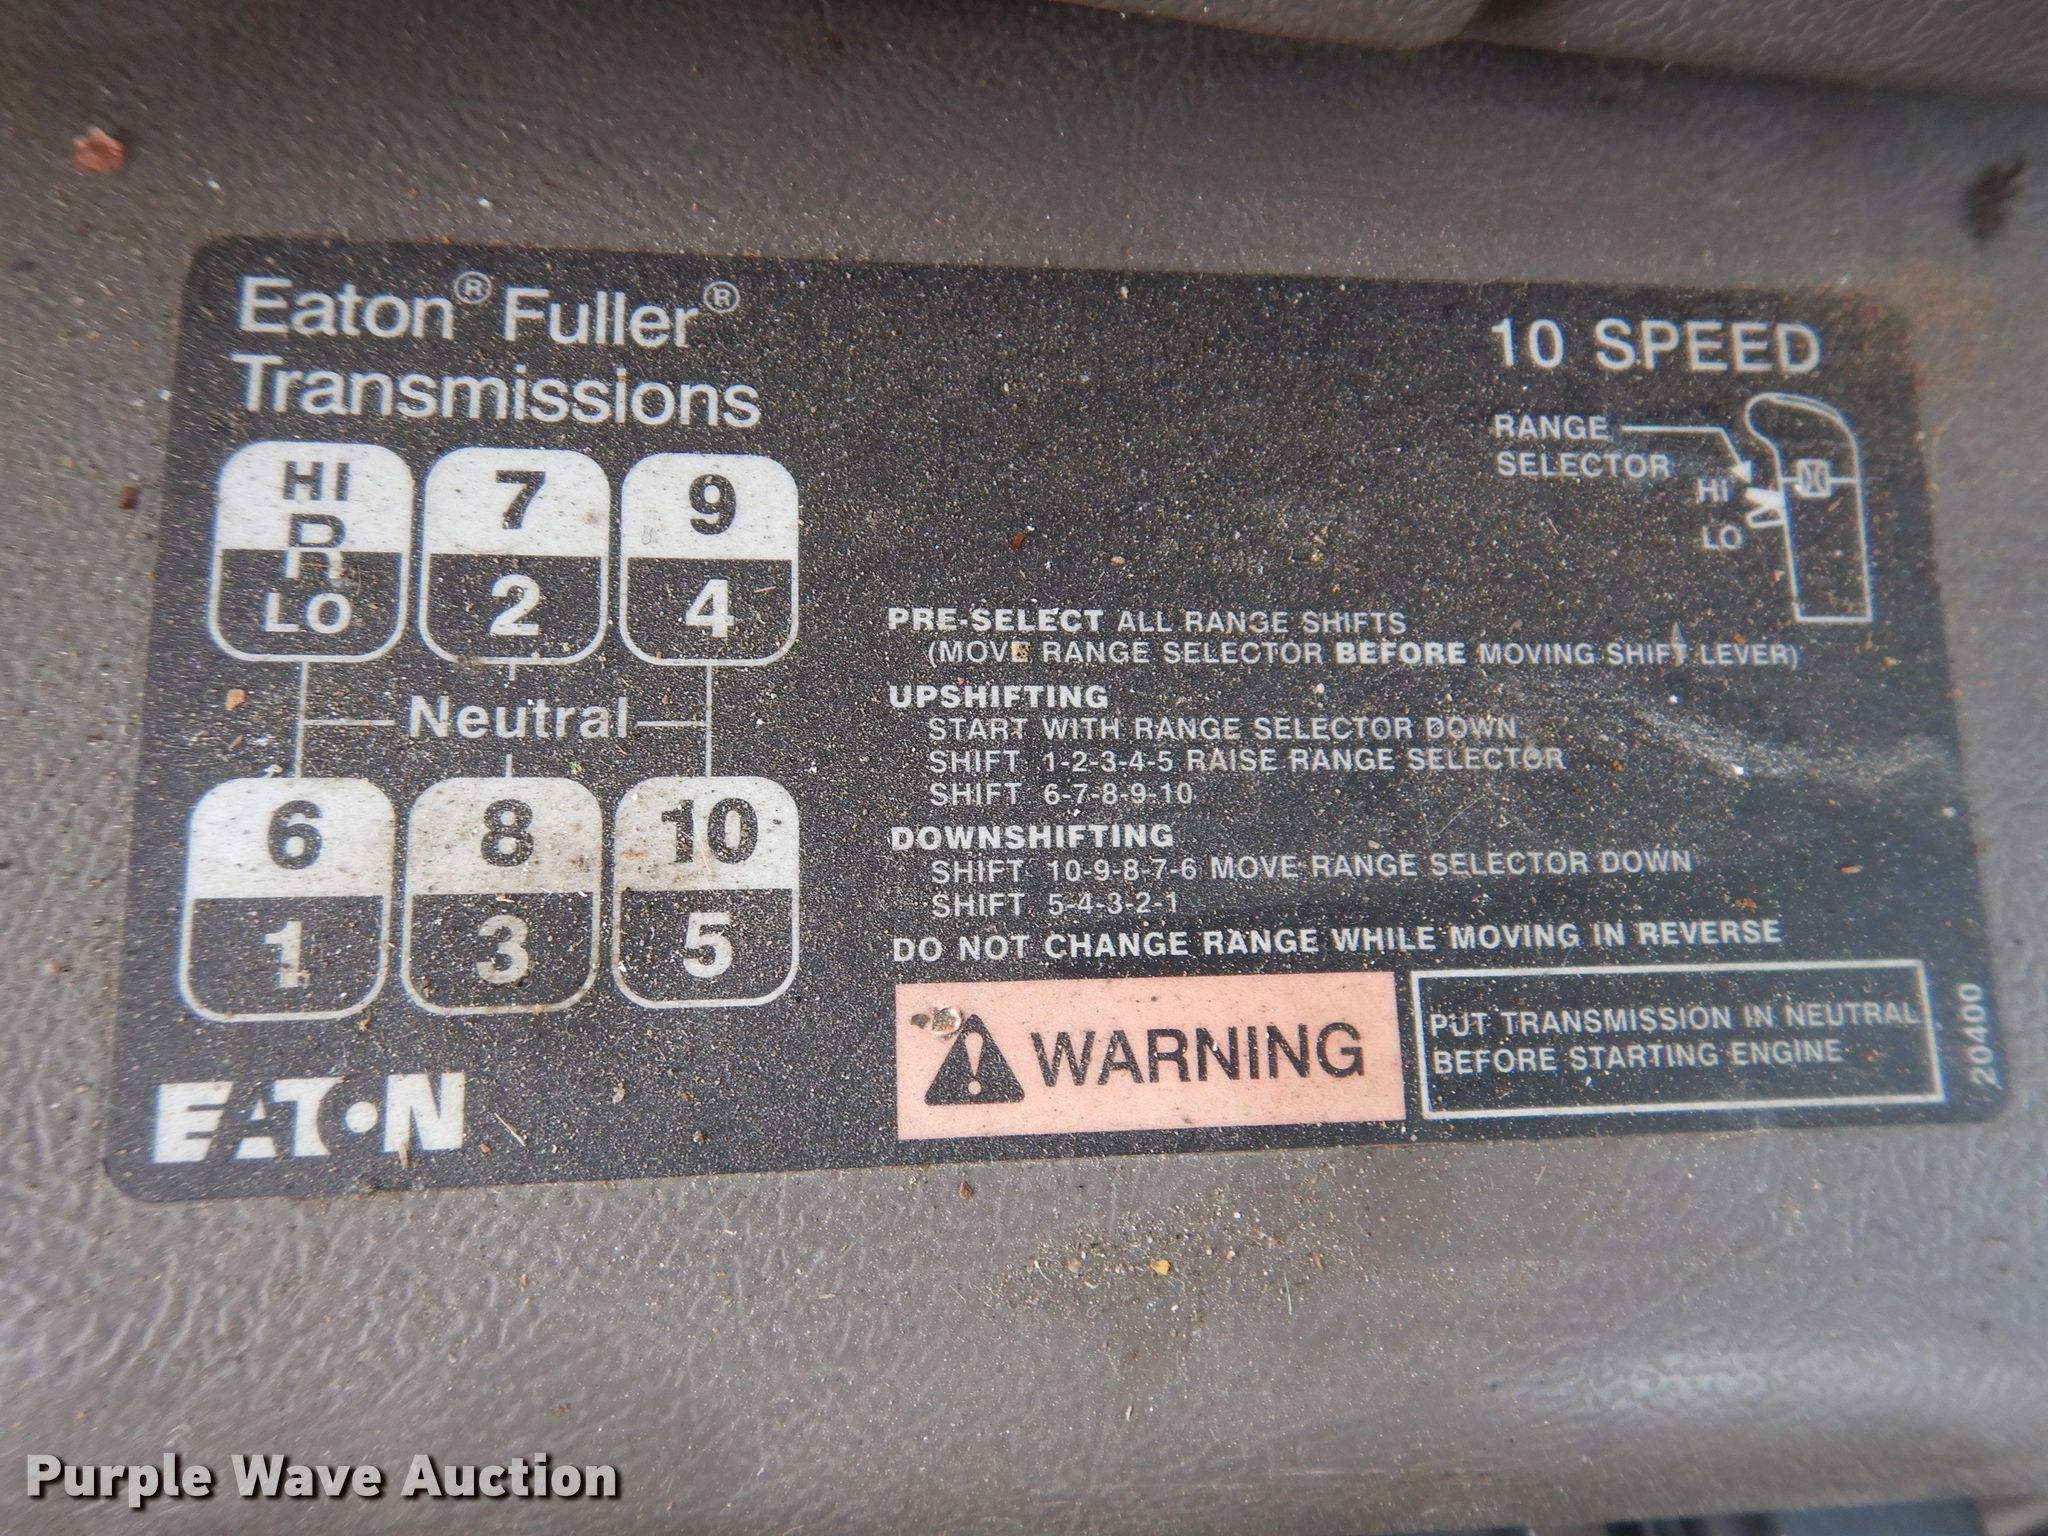 Eaton® Fuller®
Transmissions
10 SPEED
RANGE
SELECTOR
HI
LO
HI 7 9
R
LO 2 4
Neutral
6 8 10
1 3 5
PRE-SELECT ALL RANGE SHIFTS
(MOVE RANGE SELECTOR BEFORE MOVING SHIFT LEVER)
UPSHIFTING
START WITH RANGE SELECTOR DOWN
SHIFT 1-2-3-4-5 RAISE RANGE SELECTOR
SHIFT 6-7-8-9-10
DOWNSHIFTING
SHIFT 10-9-8-7-6 MOVE RANGE SELECTOR DOWN
SHIFT 5-4-3-2-1
DO NOT CHANGE RANGE WHILE MOVING IN REVERSE
WARNING
PUT TRANSMISSION IN NEUTRAL
BEFORE STARTING ENGINE
20400
EATON
Purple Wave Auction